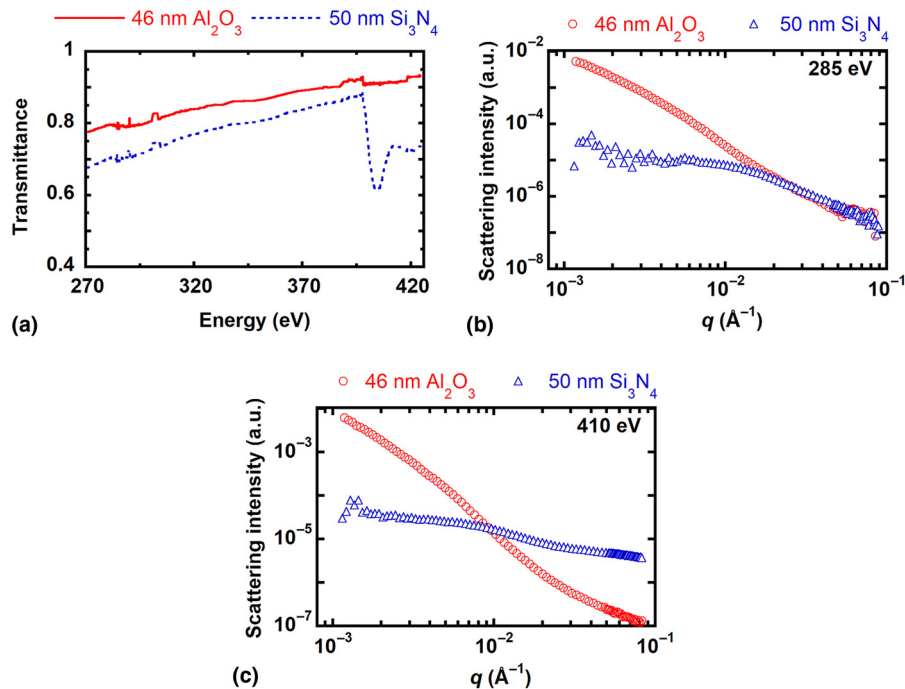 46 nm Al2O3 50 nm Si3N4
1
0.8
0.6
0.4
Transmittance
270 320 370 420
Energy (eV)
(a)
46 nm Al2O3 50 nm Si3N4
285 eV
10^−2
10^−4
10^−6
10^−8
Scattering intensity (a.u.)
10^−3 10^−2 10^−1
q (Å^−1)
(b)
46 nm Al2O3 50 nm Si3N4
410 eV
10^−3
10^−5
10^−7
Scattering intensity (a.u.)
10^−3 10^−2 10^−1
q (Å^−1)
(c)